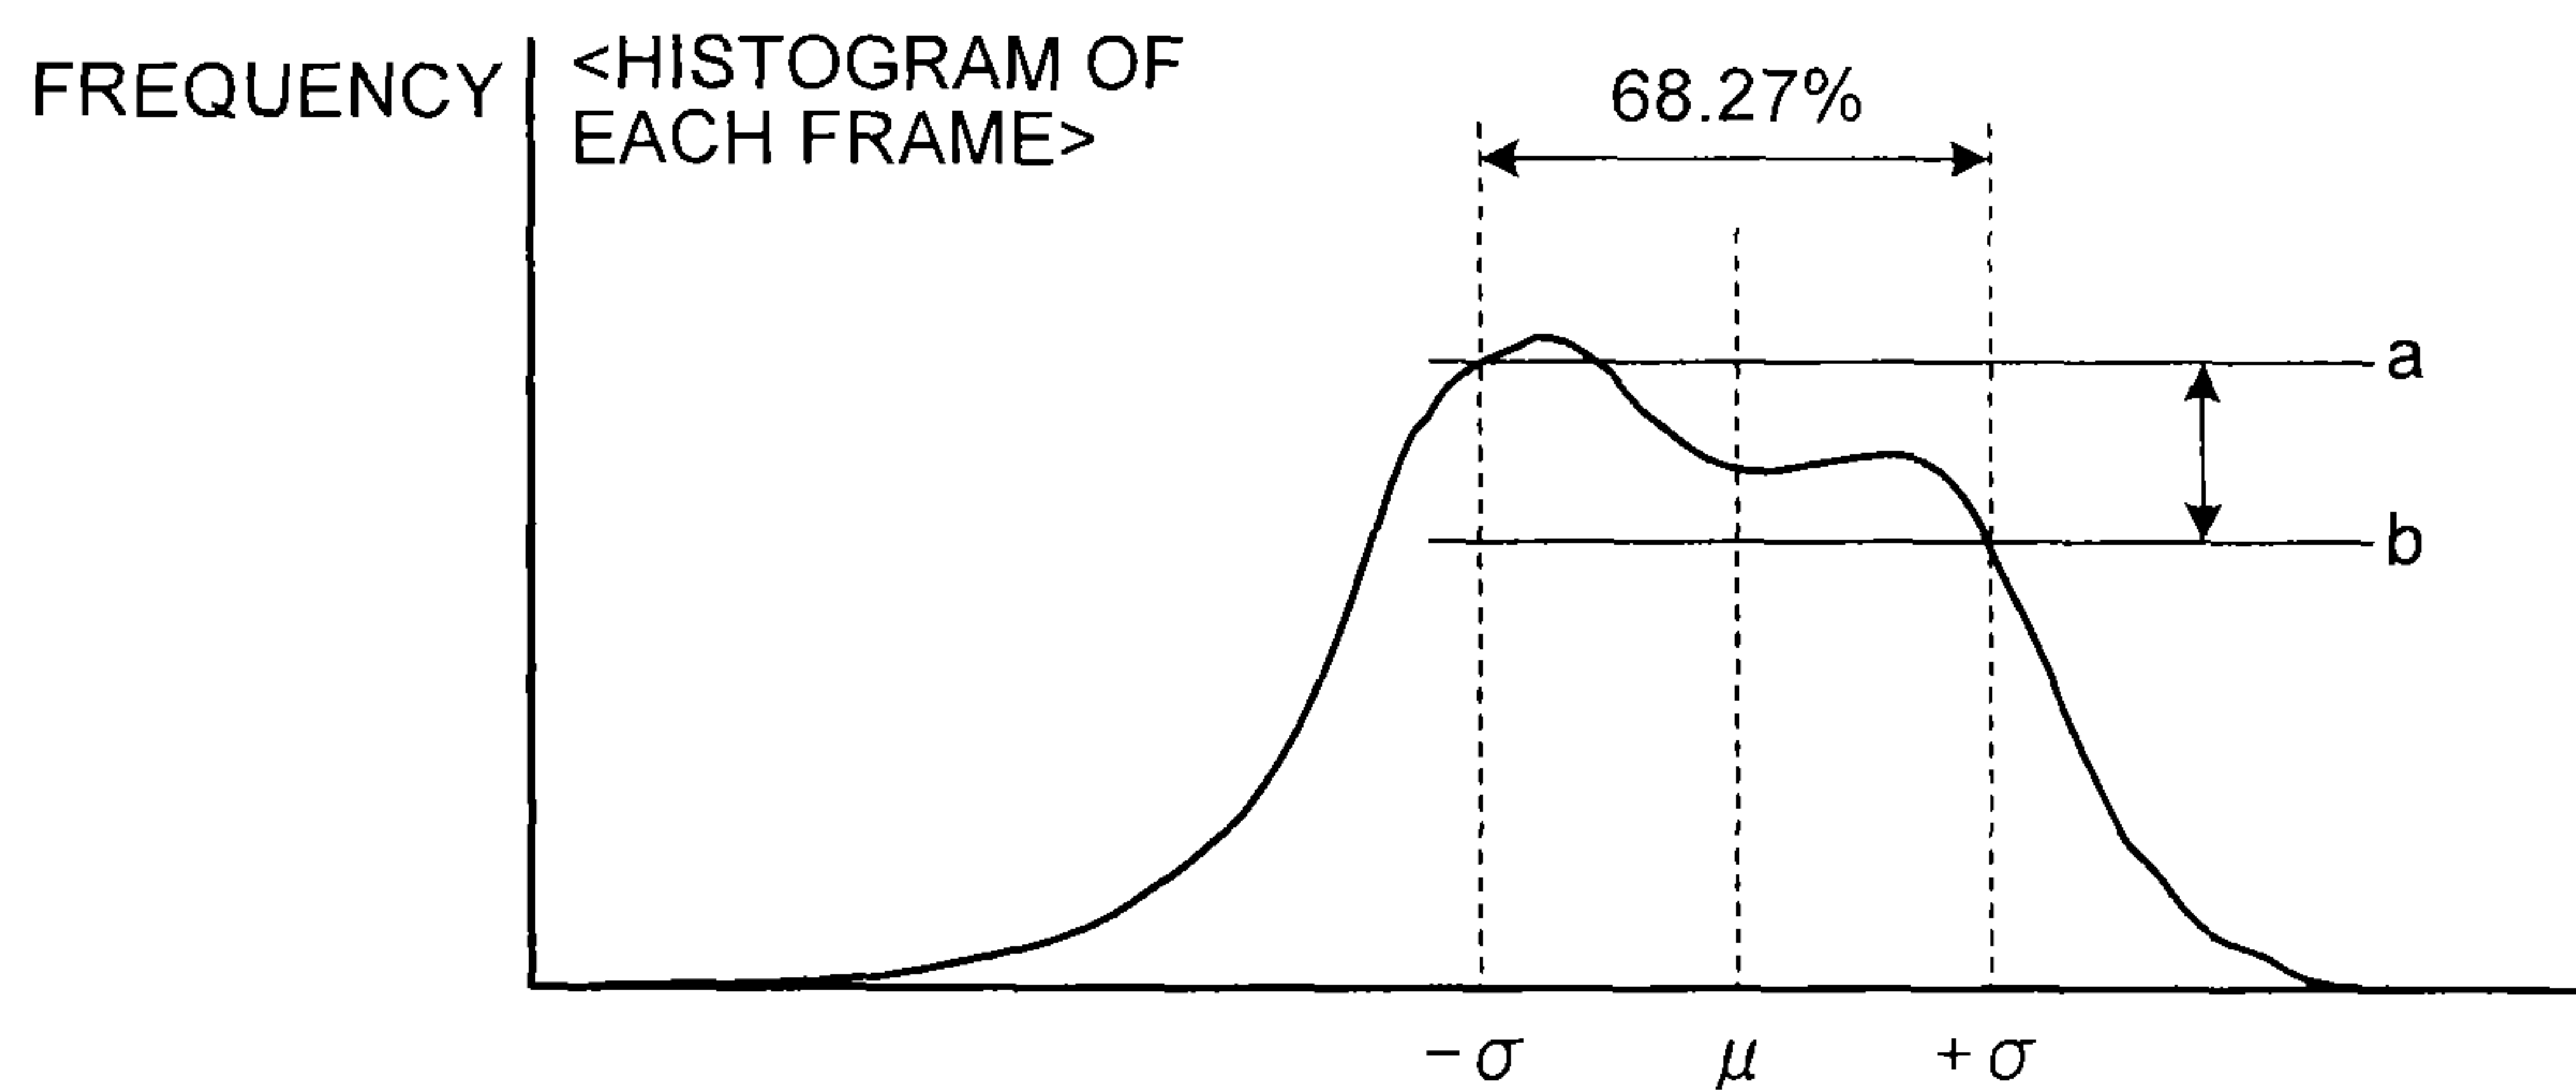 FREQUENCY
<HISTOGRAM OF
EACH FRAME>
68.27%
a
b
−σ
μ
+σ